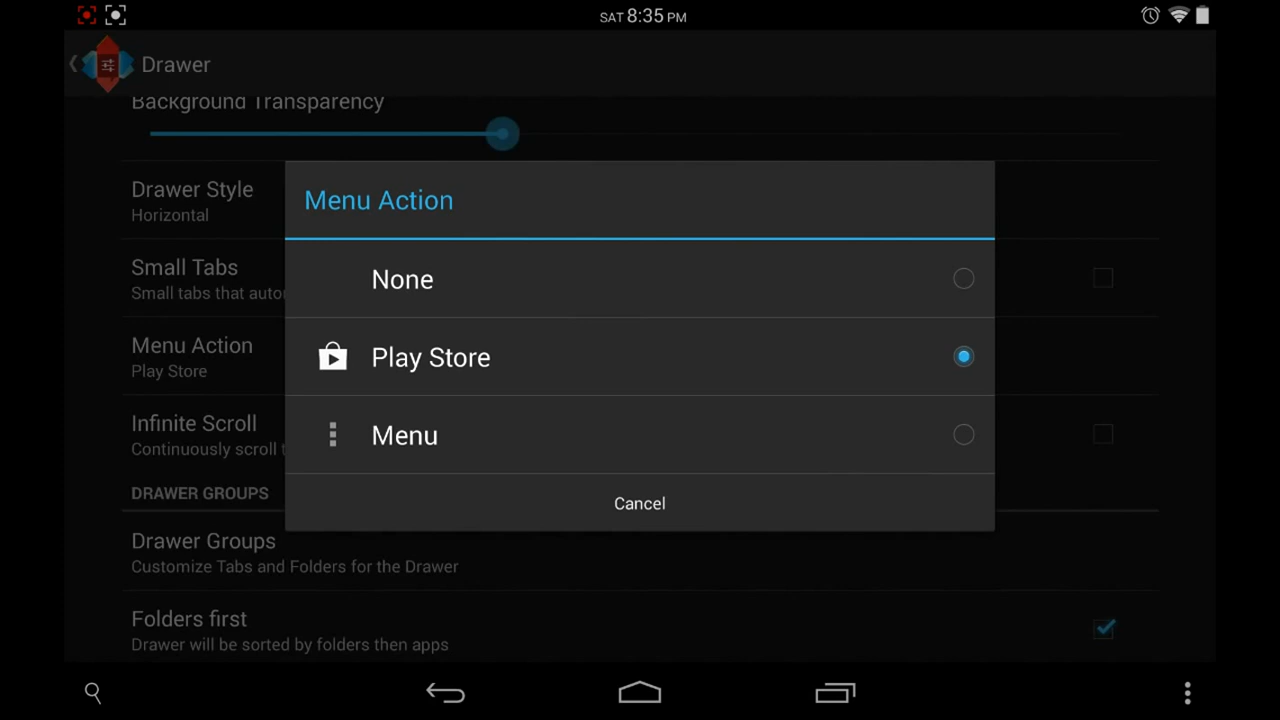 SAT 8:35 PM
Drawer
Background Transparency
Drawer Style
Horizontal
Small Tabs
Small tabs that
Menu Action
Play Store
Infinite Scroll
Continuously scroll
DRAWER GROUPS
Drawer Groups
Customize Tabs and Folders for the Drawer
Folders first
Drawer will be sorted by folders then apps
Menu Action
None
Play Store
Menu
Cancel